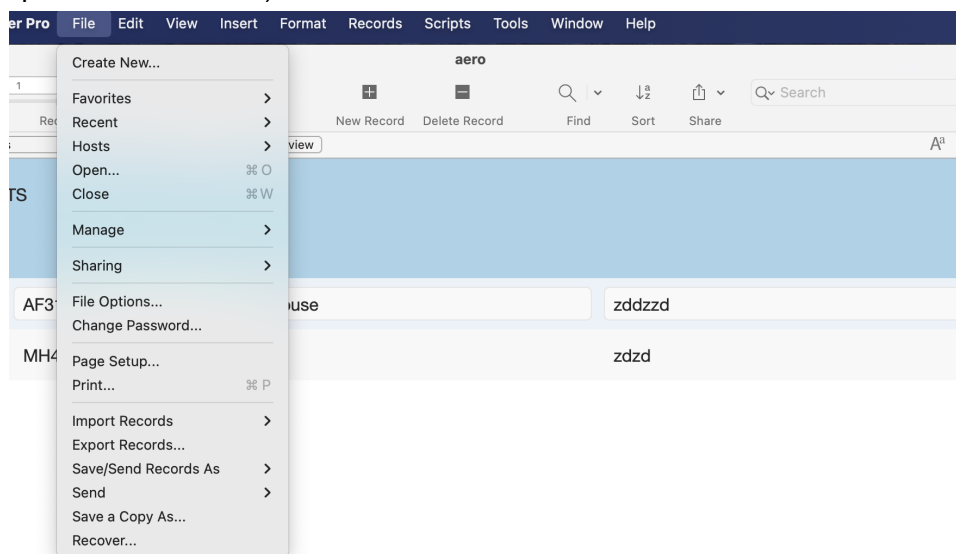 er Pro File Edit View Insert Format Records Scripts Tools Window Help
aero
1
Search
Rec New Record Delete Record Find Sort Share
s view Aa
TS
AF31 ouse zddzzd
MH4 zdzd
Create New...
Favorites
Recent
Hosts
Open... ⌘ O
Close ⌘ W
Manage
Sharing
File Options...
Change Password...
Page Setup...
Print... ⌘ P
Import Records
Export Records...
Save/Send Records As
Send
Save a Copy As...
Recover...